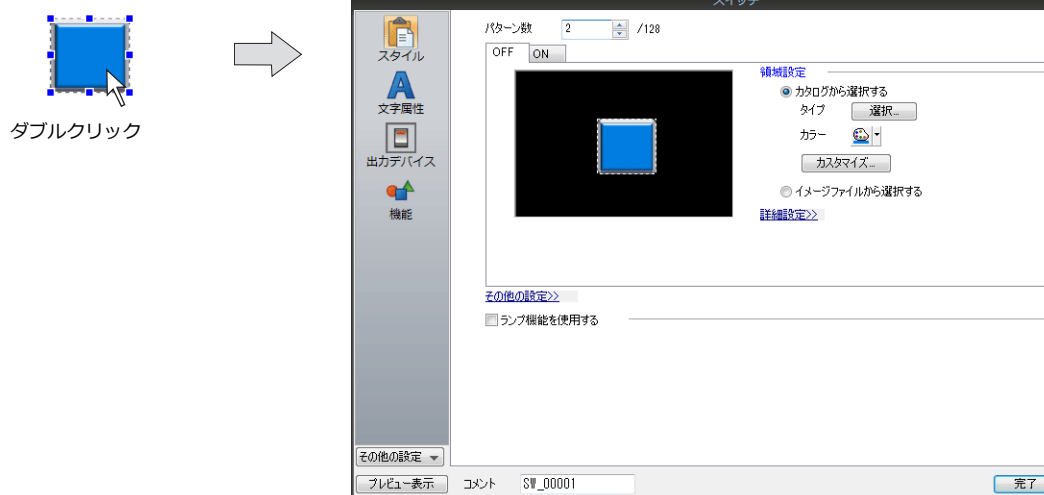 スイッチ
ダブルクリック
スタイル
文字属性
出力デバイス
機能
パターン数 2 /128
OFF ON
領域設定
カタログから選択する
タイプ 選択...
カラー
カスタマイズ...
イメージファイルから選択する
詳細設定>>
その他の設定>>
ランプ機能を使用する
その他の設定
プレビュー表示 コメント SW_00001 完了